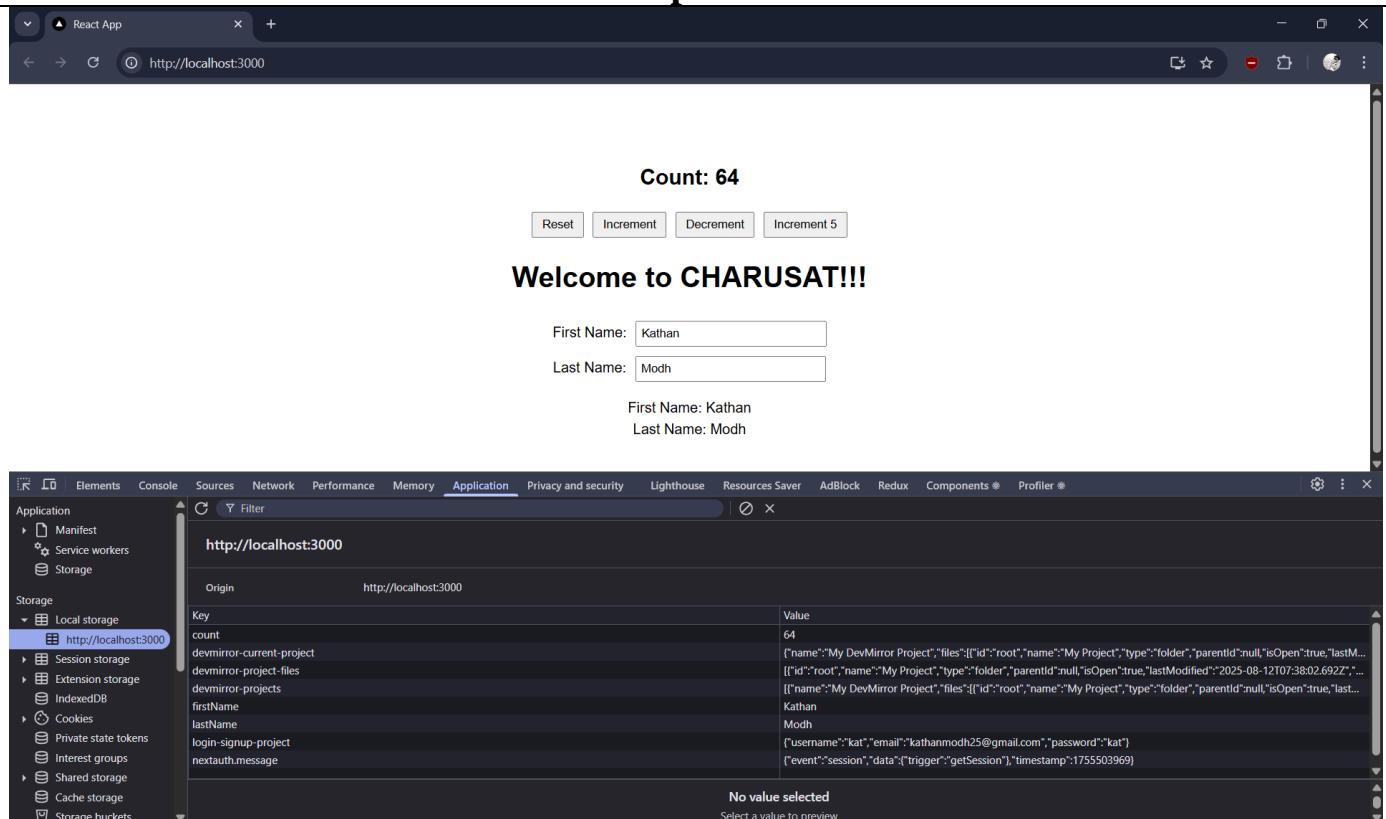 React App
http://localhost:3000
Count: 64
Reset Increment Decrement Increment 5
Welcome to CHARUSAT!!!
First Name: Kathan
Last Name: Modh
First Name: Kathan
Last Name: Modh
Elements Console Sources Network Performance Memory Application Privacy and security Lighthouse Resources Saver AdBlock Redux Components Profiler
Application
Manifest
Service workers
Storage
Storage
Local storage
http://localhost:3000
Session storage
Extension storage
IndexedDB
Cookies
Private state tokens
Interest groups
Shared storage
Cache storage
Storage buckets
Filter
http://localhost:3000
Origin http://localhost:3000
Key Value
count 64
devmirror-current-project {"name":"My DevMirror Project","files":[{"id":"root","name":"My Project","type":"folder","parentId":null,"isOpen":true,"lastM...
devmirror-project-files [{"id":"root","name":"My Project","type":"folder","parentId":null,"isOpen":true,"lastModified":"2025-08-12T07:38:02.692Z","...
devmirror-projects [{"name":"My DevMirror Project","files":[{"id":"root","name":"My Project","type":"folder","parentId":null,"isOpen":true,"last...
firstName Kathan
lastName Modh
login-signup-project {"username":"kat","email":"kathanmodh25@gmail.com","password":"kat"}
nextauth.message {"event":"session","data":{"trigger":"getSession"},"timestamp":1755503969}
No value selected
Select a value to preview